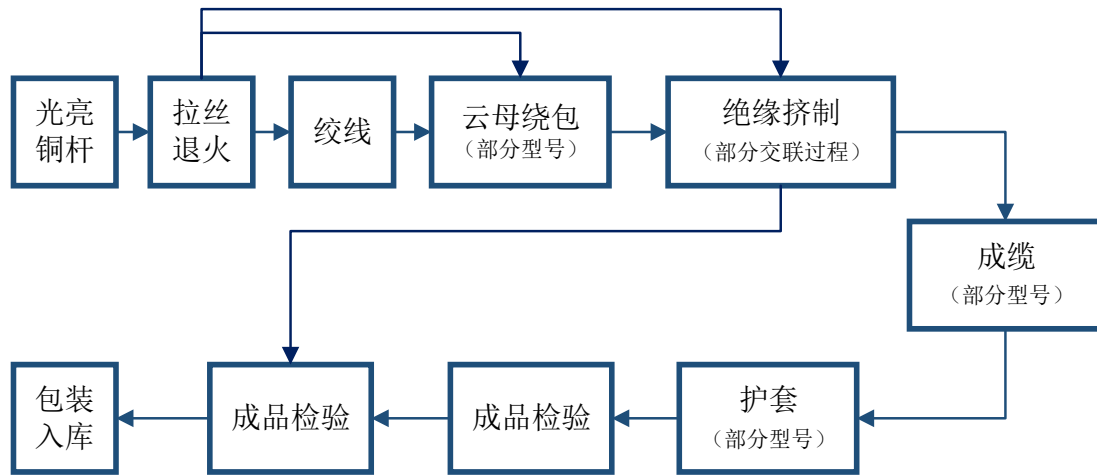 光亮
铜杆
拉丝
退火
绞线
云母绕包
（部分型号）
绝缘挤制
（部分交联过程）
成缆
（部分型号）
护套
（部分型号）
成品检验
成品检验
包装
入库